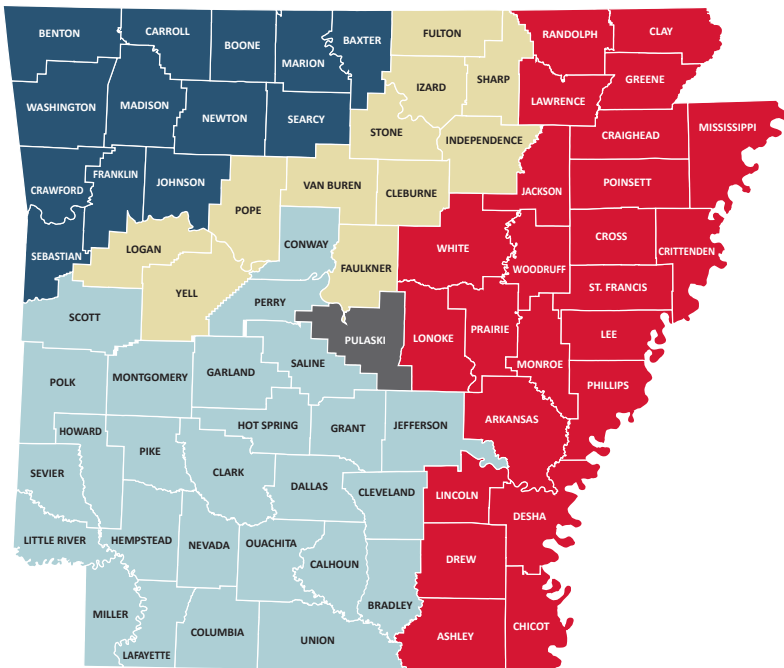 BENTON
CARROLL
BOONE
MARION
BAXTER
FULTON
RANDOLPH
CLAY
WASHINGTON
MADISON
NEWTON
SEARCY
IZARD
SHARP
LAWRENCE
GREENE
STONE
INDEPENDENCE
CRAIGHEAD
MISSISSIPPI
CRAWFORD
FRANKLIN
JOHNSON
POPE
VAN BUREN
CLEBURNE
JACKSON
POINSETT
SEBASTIAN
LOGAN
CONWAY
FAULKNER
WHITE
WOODRUFF
CROSS
CRITTENDEN
YELL
PERRY
ST. FRANCIS
SCOTT
PULASKI
LONOKE
PRAIRIE
MONROE
LEE
POLK
MONTGOMERY
GARLAND
SALINE
PHILLIPS
HOWARD
PIKE
HOT SPRING
GRANT
JEFFERSON
ARKANSAS
SEVIER
CLARK
DALLAS
CLEVELAND
LINCOLN
DESHA
LITTLE RIVER
HEMPSTEAD
NEVADA
OUACHITA
CALHOUN
DREW
MILLER
LAFAYETTE
COLUMBIA
UNION
BRADLEY
ASHLEY
CHICOT